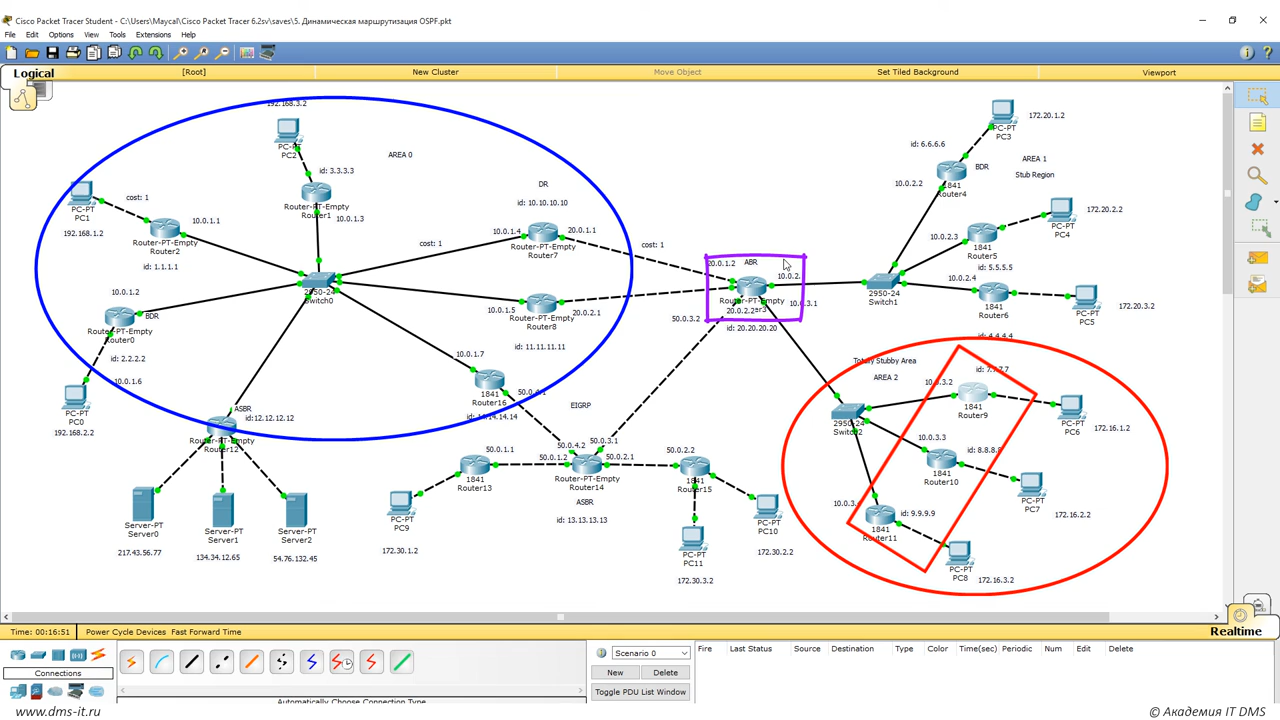 Cisco Packet Tracer Student - C:\Users\Maycal\Cisco Packet Tracer 6.2sv\saves\5. Динамическая маршрутизация OSPF.pkt
File Edit Options View Tools Extensions Help
Logical [Root] New Cluster Move Object Set Tiled Background Viewport
192.168.3.2
PC-PT
PC2
AREA 0
id: 3.3.3.3
Router-PT-Empty
Router1
10.0.1.3
PC-PT
PC1
192.168.1.2
cost: 1
10.0.1.1
Router-PT-Empty
Router2
id: 1.1.1.1
DR
id: 10.10.10.10
10.0.1.4
20.0.1.1
Router-PT-Empty
Router7
cost: 1
cost: 1
2950-24
Switch0
10.0.1.2
BDR
Router-PT-Empty
Router0
id: 2.2.2.2
10.0.1.6
PC-PT
PC0
192.168.2.2
10.0.1.5
20.0.2.1
Router-PT-Empty
Router8
id: 11.11.11.11
10.0.1.7
1841
Router16
50.0.4.1
id: 14.14.14.14
ASBR
id:12.12.12.12
Router-PT-Empty
Router12
Server-PT
Server0
217.43.56.77
Server-PT
Server1
134.34.12.65
Server-PT
Server2
54.76.132.45
20.0.1.2
ABR
10.0.2.
Router-PT-Empty
10.0.3.1
20.0.2.2
50.0.3.2
id: 20.20.20.20
EIGRP
50.0.1.1
1841
Router13
PC-PT
PC9
172.30.1.2
50.0.4.2
50.0.3.1
50.0.1.2
50.0.2.1
Router-PT-Empty
Router14
ASBR
id: 13.13.13.13
50.0.2.2
1841
Router15
PC-PT
PC10
172.30.2.2
PC-PT
PC11
172.30.3.2
PC-PT
PC3
172.20.1.2
id: 6.6.6.6
BDR
10.0.2.2
1841
Router4
AREA 1
Stub Region
PC-PT
PC4
172.20.2.2
10.0.2.3
1841
Router5
id: 5.5.5.5
2950-24
Switch1
10.0.2.4
1841
Router6
id: 4.4.4.4
PC-PT
PC5
172.20.3.2
Totally Stubby Area
AREA 2
2950-24
Switch2
10.0.3.2
id: 7.7.7.7
1841
Router9
PC-PT
PC6
172.16.1.2
10.0.3.3
id: 8.8.8.8
1841
Router10
PC-PT
PC7
172.16.2.2
id: 9.9.9.9
1841
Router11
PC-PT
PC8
172.16.3.2
Time: 00:16:51 Power Cycle Devices Fast Forward Time
Realtime
Connections
Automatically Choose Connection Type
Scenario 0
New Delete
Toggle PDU List Window
Fire Last Status Source Destination Type Color Time(sec) Periodic Num Edit Delete
www.dms-it.ru
© Академия IT DMS